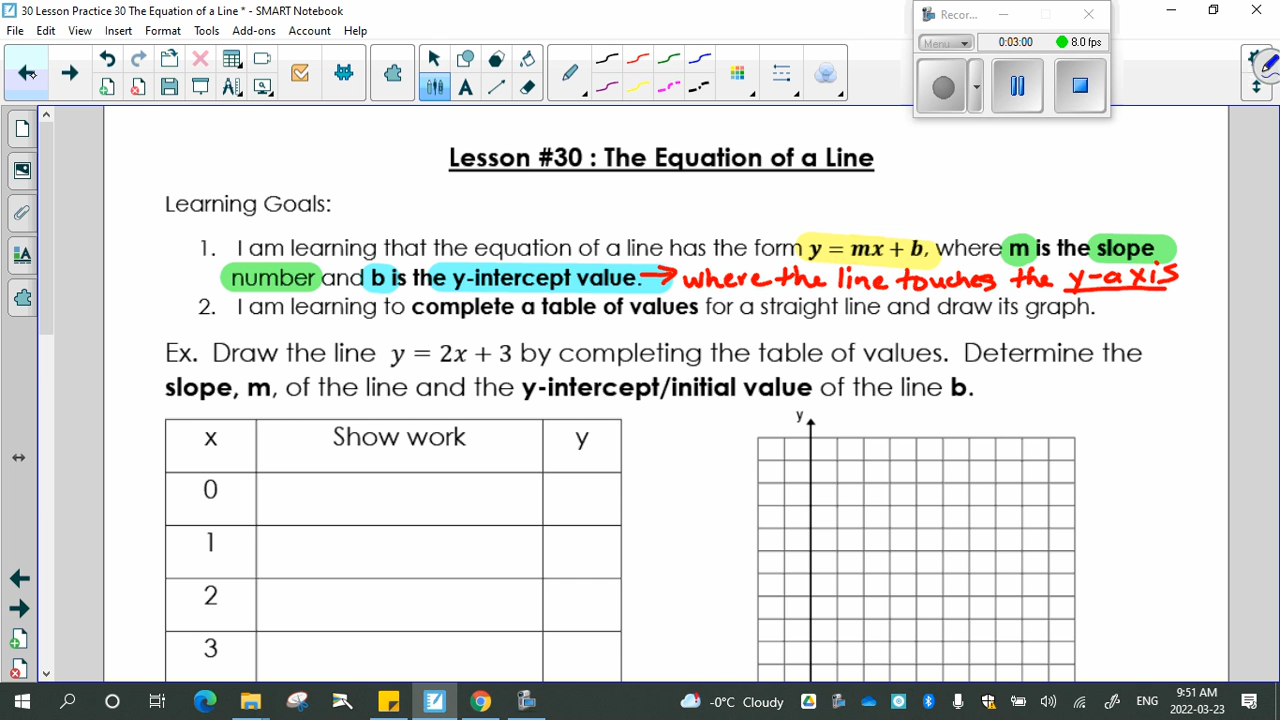 30 Lesson Practice 30 The Equation of a Line * - SMART Notebook
Recor...
File Edit View Insert Format Tools Add-ons Account Help
Menu 0:03:00 8.0 fps
Lesson #30 : The Equation of a Line
Learning Goals:
1. I am learning that the equation of a line has the form y = mx + b, where m is the slope
number and b is the y-intercept value. → where the line touches the y-axis
2. I am learning to complete a table of values for a straight line and draw its graph.
Ex. Draw the line y = 2x + 3 by completing the table of values. Determine the
slope, m, of the line and the y-intercept/initial value of the line b.
x Show work y
y
0
1
2
3
-0°C Cloudy ENG 9:51 AM
2022-03-23